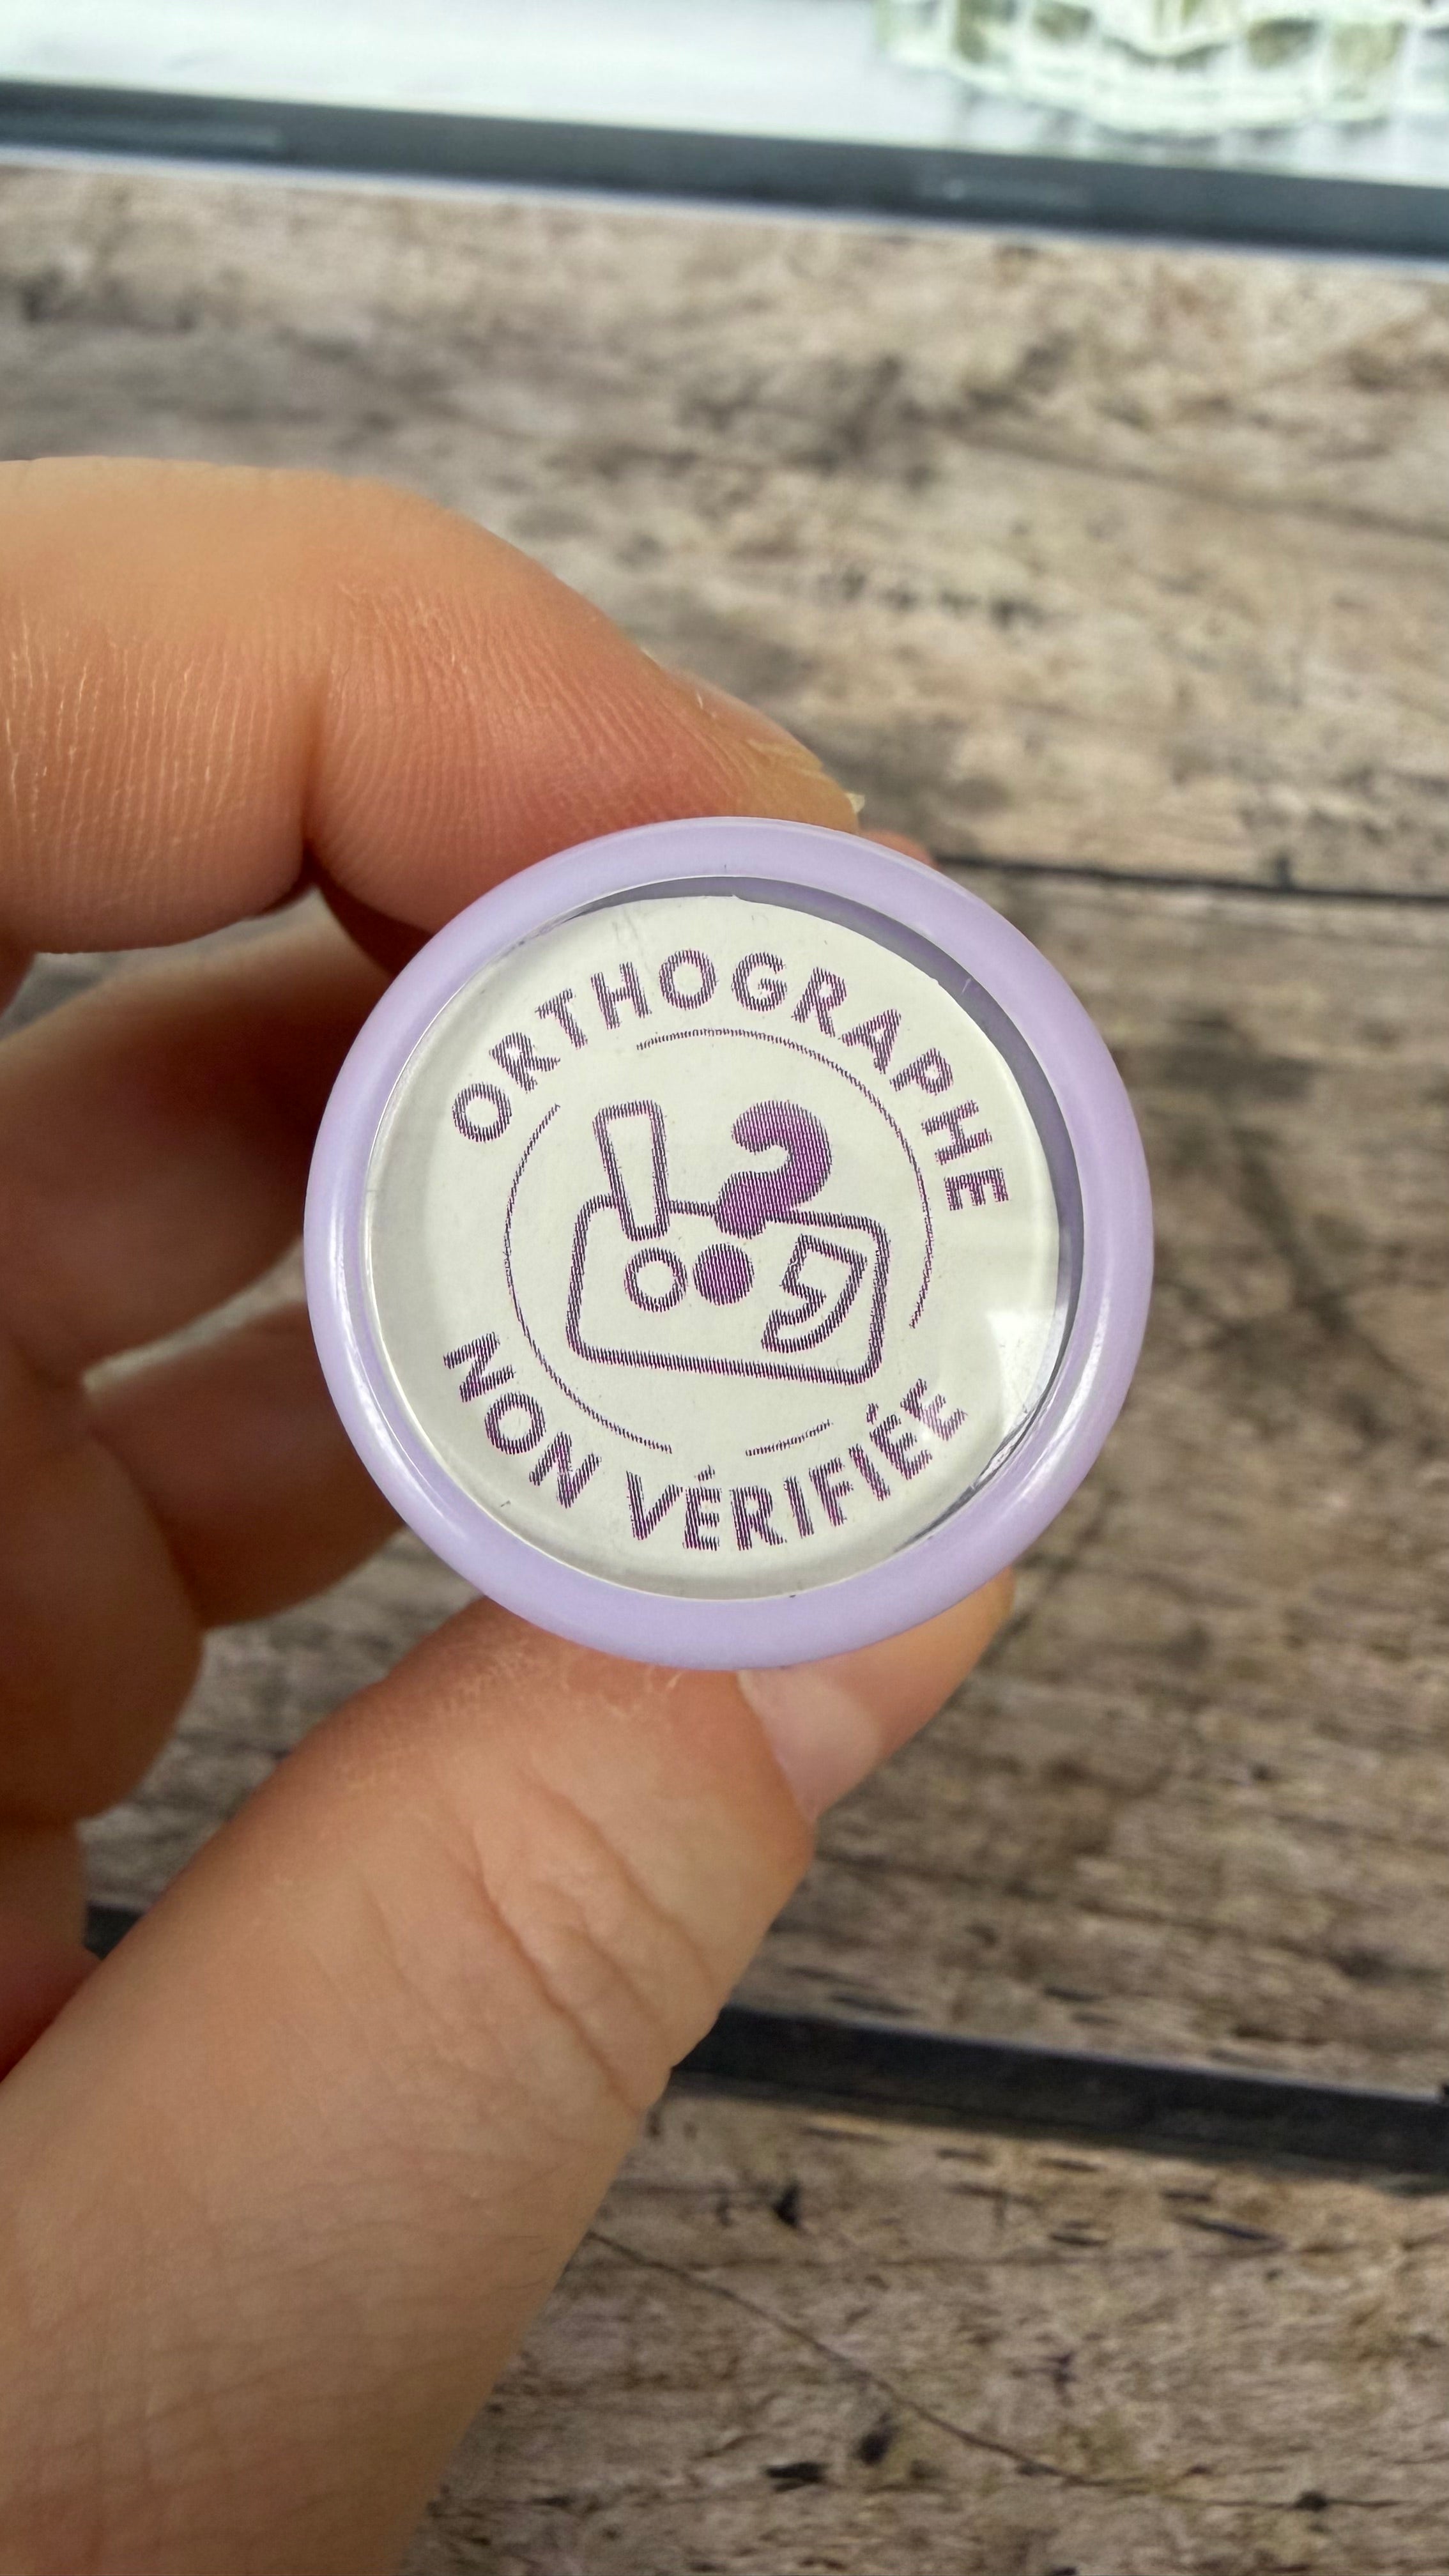 ORTHOGRAPHE
! ? ,
NON VÉRIFIÉE